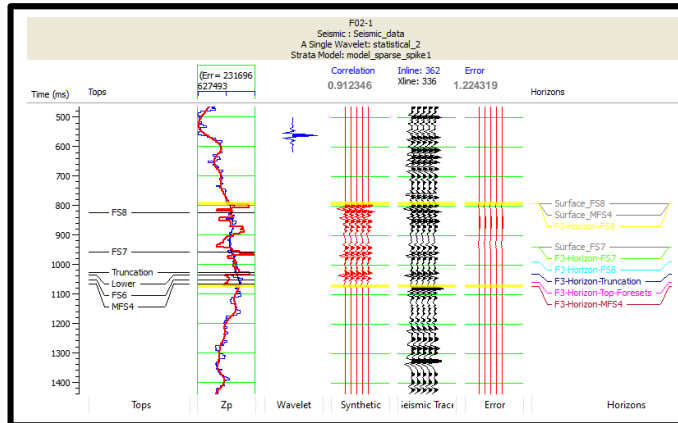 F02-1
Seismic : Seismic_data
A Single Wavelet: statistical_2
Strata Model: model_sparse_spike1
(Err= 231696
627493
Correlation
0.912346
Inline: 362
Xline: 336
Error
1.224319
Time (ms)
Tops
Horizons
500
600
700
800
900
1000
1100
1200
1300
1400
FS8
FS7
Truncation
Lower
FS6
MFS4
Surface_FS8
Surface_MFS4
F3-Horizon-FS8
Surface_FS7
F3-Horizon-FS7
F3-Horizon-FS6
F3-Horizon-Truncation
F3-Horizon-Top-Foresets
F3-Horizon-MFS4
Tops
Zp
Wavelet
Synthetic
Seismic Trace
Error
Horizons